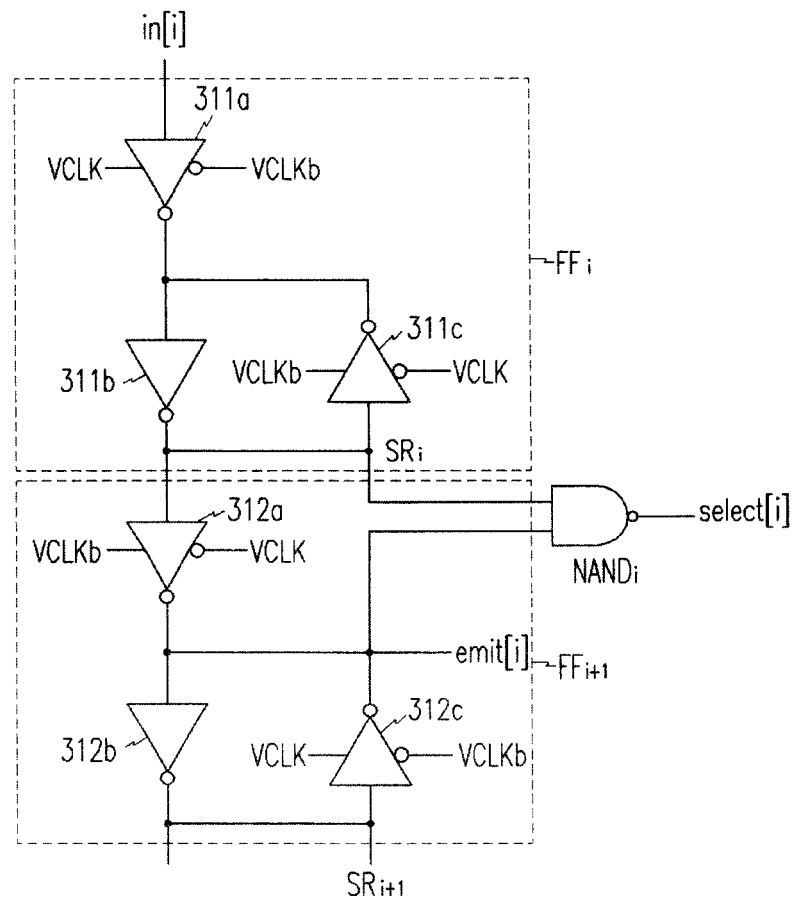 in[i]
311a
VCLK
VCLKb
FFi
311c
311b
VCLKb
VCLK
SRi
312a
select[i]
VCLKb
VCLK
NANDi
emit[i]
FFi+1
312c
312b
VCLK
VCLKb
SRi+1